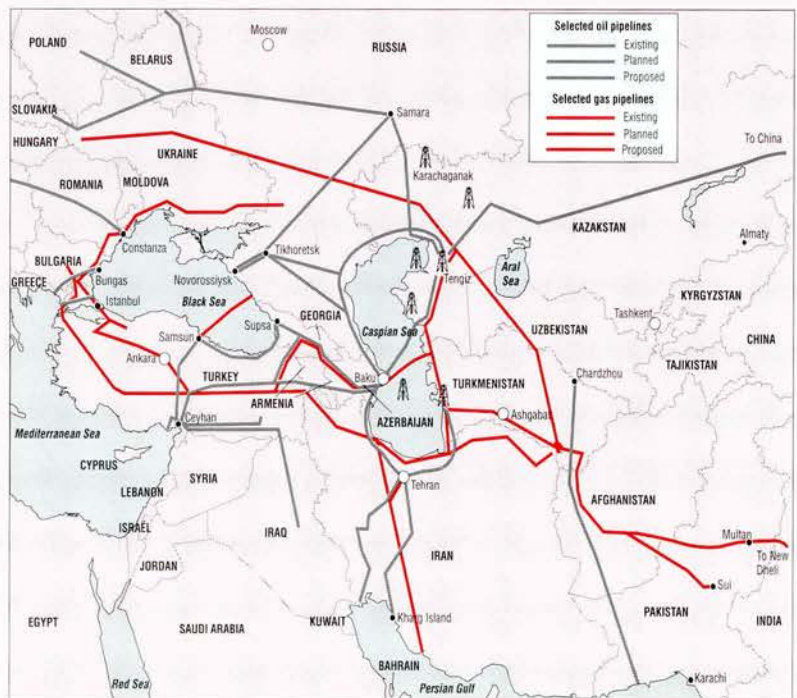 Moscow
POLAND
RUSSIA
BELARUS
Selected oil pipelines
Existing
Planned
Proposed
Selected gas pipelines
Existing
Planned
Proposed
SLOVAKIA
Samara
HUNGARY
UKRAINE
To China
Karachaganak
ROMANIA
MOLDOVA
KAZAKSTAN
Constanza
Tikhoretsk
Almaty
BULGARIA
Bungas
Novorossiysk
Tengiz
Aral
Sea
GREECE
Istanbul
Black Sea
GEORGIA
KYRGYZSTAN
Supsa
Caspian Sea
UZBEKISTAN
Tashkent
CHINA
Samsun
Ankara
TURKEY
Baku
TURKMENISTAN
Chardzhou
TAJIKISTAN
ARMENIA
AZERBAIJAN
Ashgabat
Ceyhan
Mediterranean Sea
CYPRUS
SYRIA
Tehran
LEBANON
AFGHANISTAN
ISRAËL
IRAQ
IRAN
Multan
To New
Dheli
JORDAN
Sui
EGYPT
SAUDI ARABIA
KUWAIT
Kharg Island
PAKISTAN
INDIA
BAHRAIN
Red Sea
Persian Gulf
Karachi